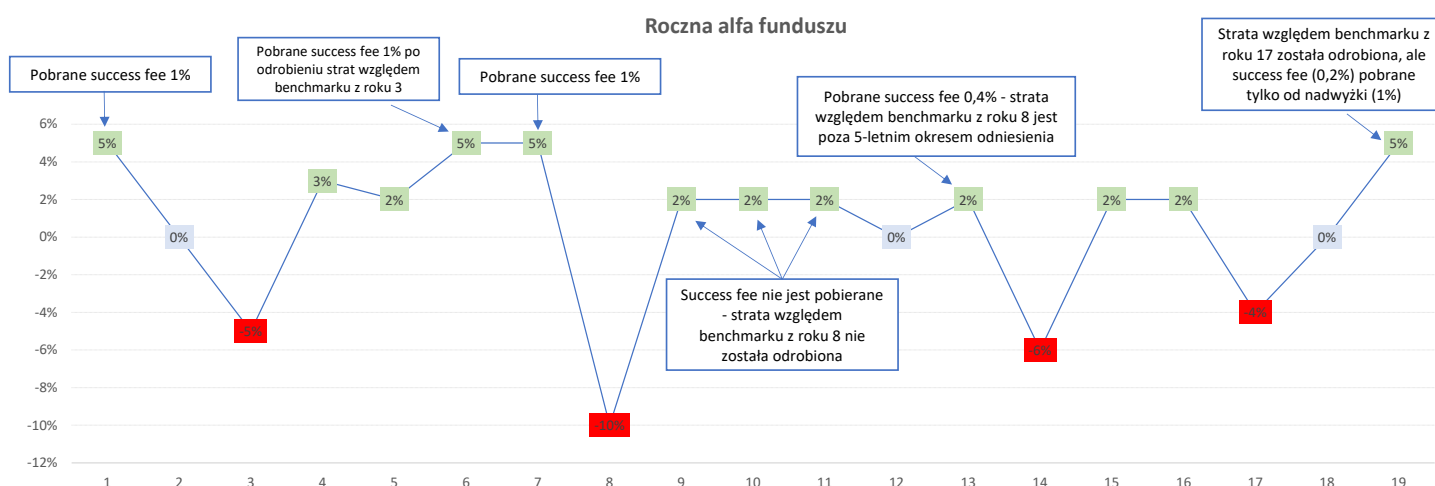 Roczna alfa funduszu
Pobrane success fee 1%
Pobrane success fee 1% po
odrobieniu strat względem
benchmarku z roku 3
Pobrane success fee 1%
Pobrane success fee 0,4% - strata
względem benchmarku z roku 8 jest
poza 5-letnim okresem odniesienia
Strata względem benchmarku z
roku 17 została odrobiona, ale
success fee (0,2%) pobrane
tylko od nadwyżki (1%)
6%
4%
2%
0%
-2%
-4%
-6%
-8%
-10%
-12%
5%
0%
-5%
3%
2%
5%
5%
-10%
2%
2%
2%
0%
2%
-6%
2%
2%
-4%
0%
5%
Success fee nie jest pobierane
- strata względem
benchmarku z roku 8 nie
została odrobiona
1 2 3 4 5 6 7 8 9 10 11 12 13 14 15 16 17 18 19